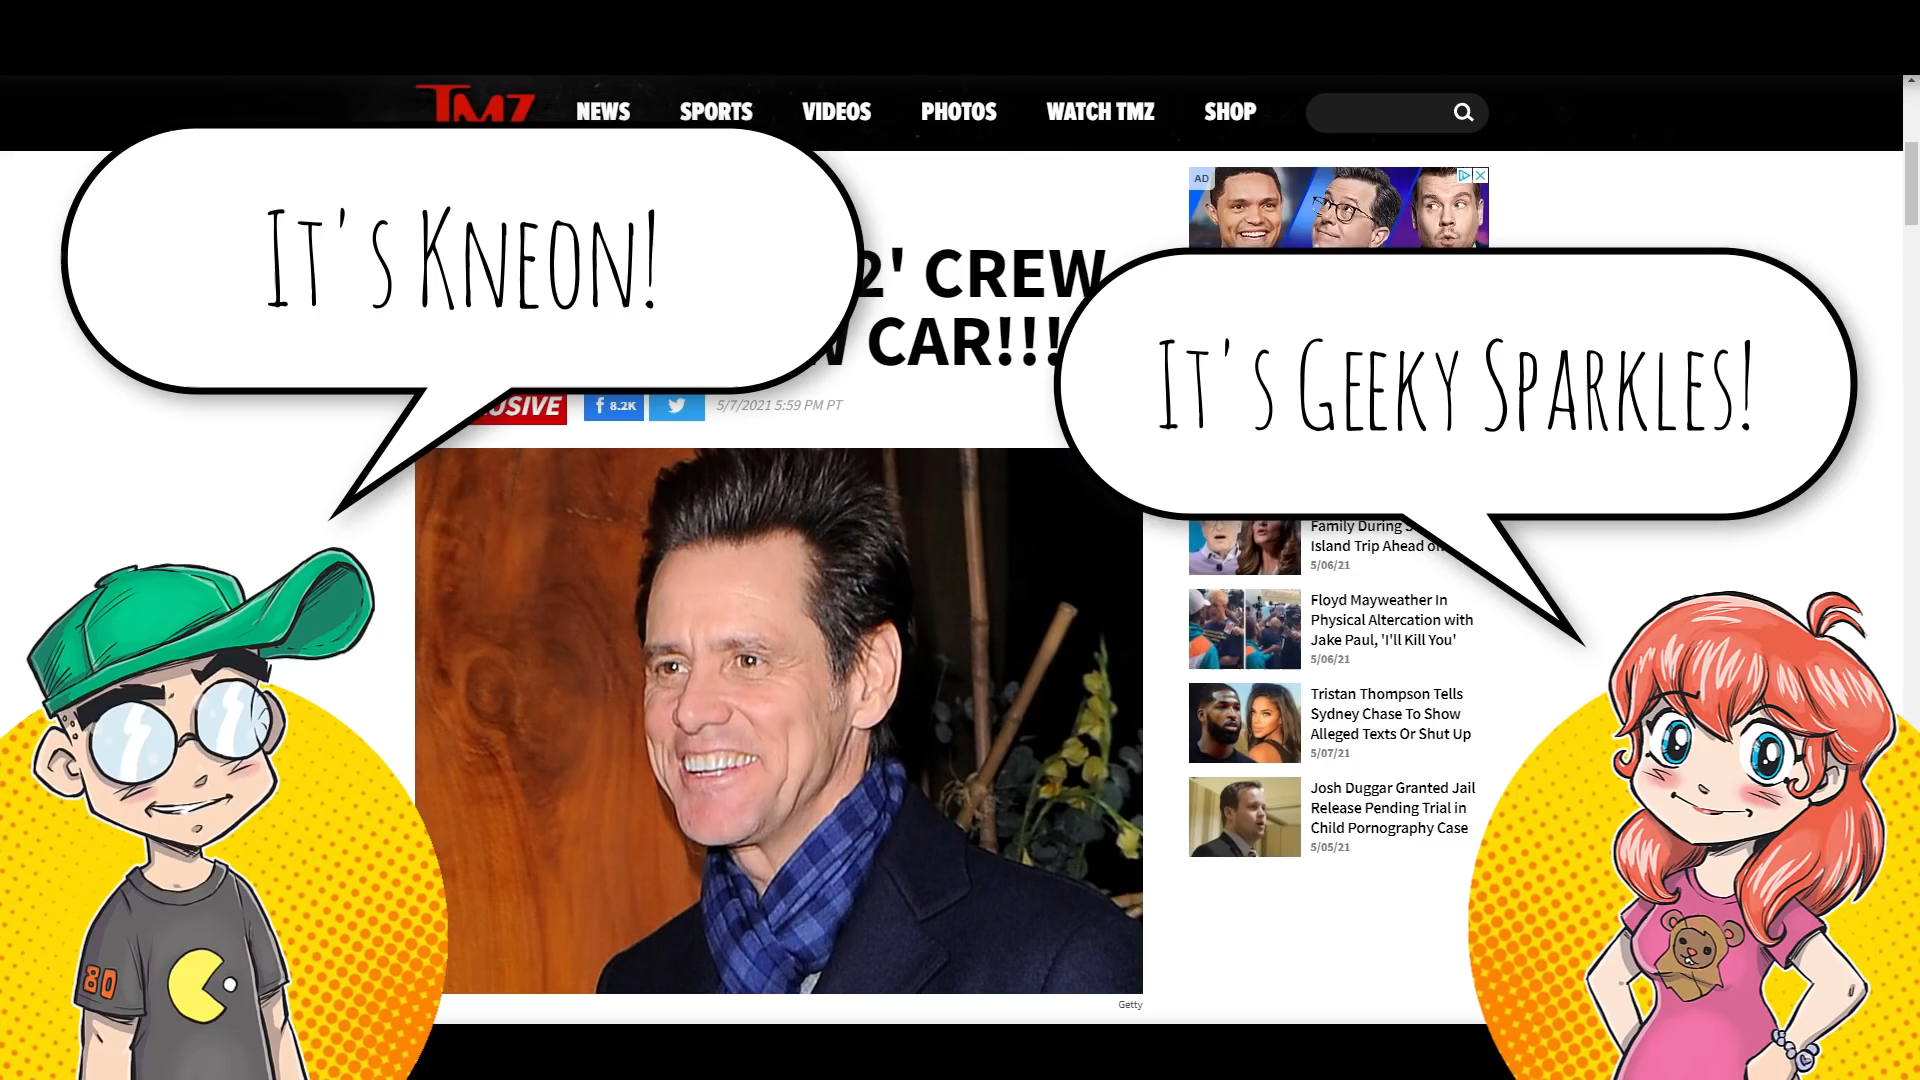 TMZ
NEWS
SPORTS
VIDEOS
PHOTOS
WATCH TMZ
SHOP
AD
It's Kneon!
2' CREW
CAR!!!
It's Geeky Sparkles!
8.2K
5/7/2021 5:59 PM PT
Family During
Island Trip Ahead
5/06/21
Floyd Mayweather In
Physical Altercation with
Jake Paul, 'I'll Kill You'
5/06/21
Tristan Thompson Tells
Sydney Chase To Show
Alleged Texts Or Shut Up
5/07/21
Josh Duggar Granted Jail
Release Pending Trial in
Child Pornography Case
5/05/21
80
Getty